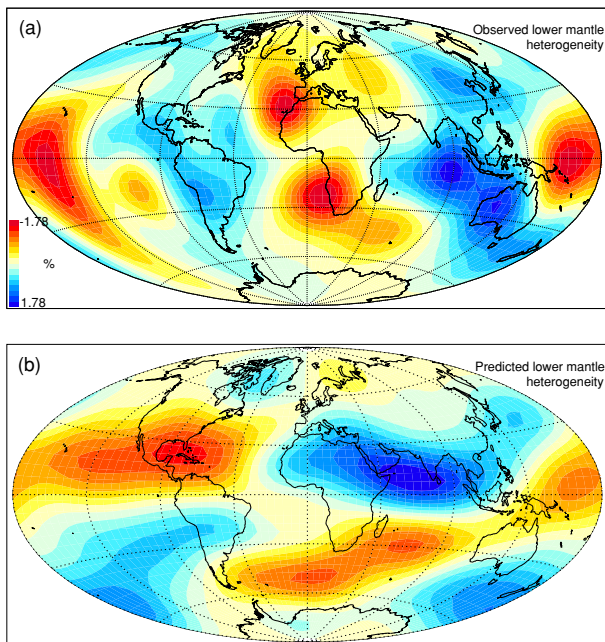 (a)
Observed lower mantle
heterogeneity
-1.78
%
1.78
(b)
Predicted lower mantle
heterogeneity